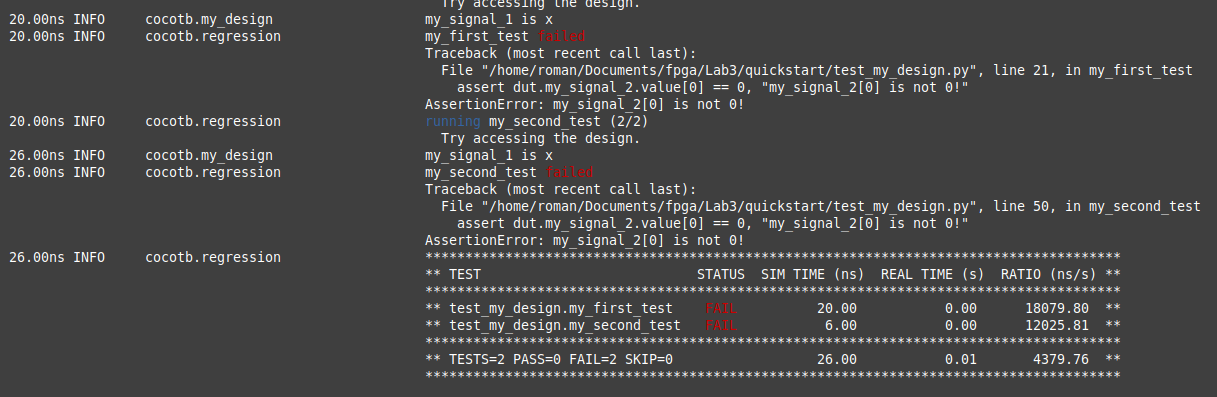 Try accessing the design.
20.00ns INFO     cocotb.my_design                   my_signal_1 is x
20.00ns INFO     cocotb.regression                  my_first_test failed
Traceback (most recent call last):
File "/home/roman/Documents/fpga/Lab3/quickstart/test_my_design.py", line 21, in my_first_test
assert dut.my_signal_2.value[0] == 0, "my_signal_2[0] is not 0!"
AssertionError: my_signal_2[0] is not 0!
20.00ns INFO     cocotb.regression                  running my_second_test (2/2)
Try accessing the design.
26.00ns INFO     cocotb.my_design                   my_signal_1 is x
26.00ns INFO     cocotb.regression                  my_second_test failed
Traceback (most recent call last):
File "/home/roman/Documents/fpga/Lab3/quickstart/test_my_design.py", line 50, in my_second_test
assert dut.my_signal_2.value[0] == 0, "my_signal_2[0] is not 0!"
AssertionError: my_signal_2[0] is not 0!
26.00ns INFO     cocotb.regression                  ***************************************************************************************
** TEST                           STATUS  SIM TIME (ns)  REAL TIME (s)  RATIO (ns/s) **
***************************************************************************************
** test_my_design.my_first_test    FAIL          20.00           0.00      18079.80  **
** test_my_design.my_second_test   FAIL           6.00           0.00      12025.81  **
***************************************************************************************
** TESTS=2 PASS=0 FAIL=2 SKIP=0                  26.00           0.01       4379.76  **
***************************************************************************************